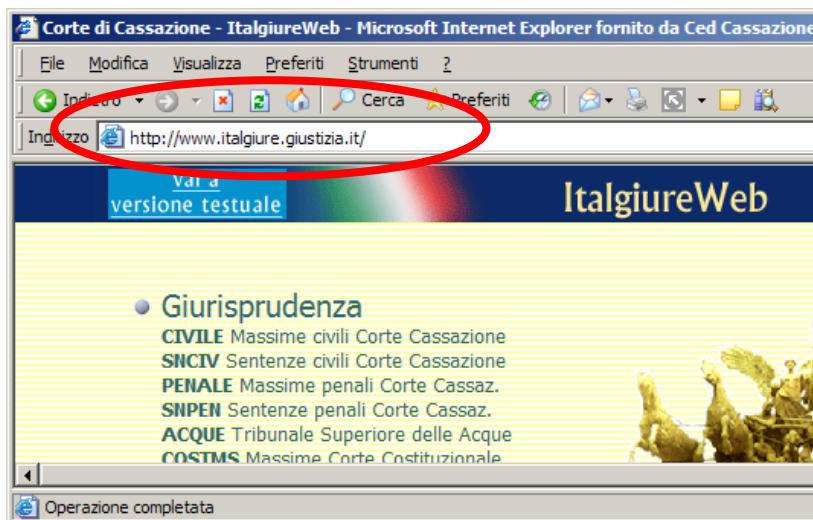 Corte di Cassazione - ItalgiureWeb - Microsoft Internet Explorer fornito da Ced Cassazione
File Modifica Visualizza Preferiti Strumenti ?
Indietro Cerca Preferiti
Indirizzo http://www.italgiure.giustizia.it/
Vai a
versione testuale
ItalgiureWeb
Giurisprudenza
CIVILE Massime civili Corte Cassazione
SNCIV Sentenze civili Corte Cassazione
PENALE Massime penali Corte Cassaz.
SNPEN Sentenze penali Corte Cassaz.
ACQUE Tribunale Superiore delle Acque
COSTMS Massime Corte Costituzionale
Operazione completata